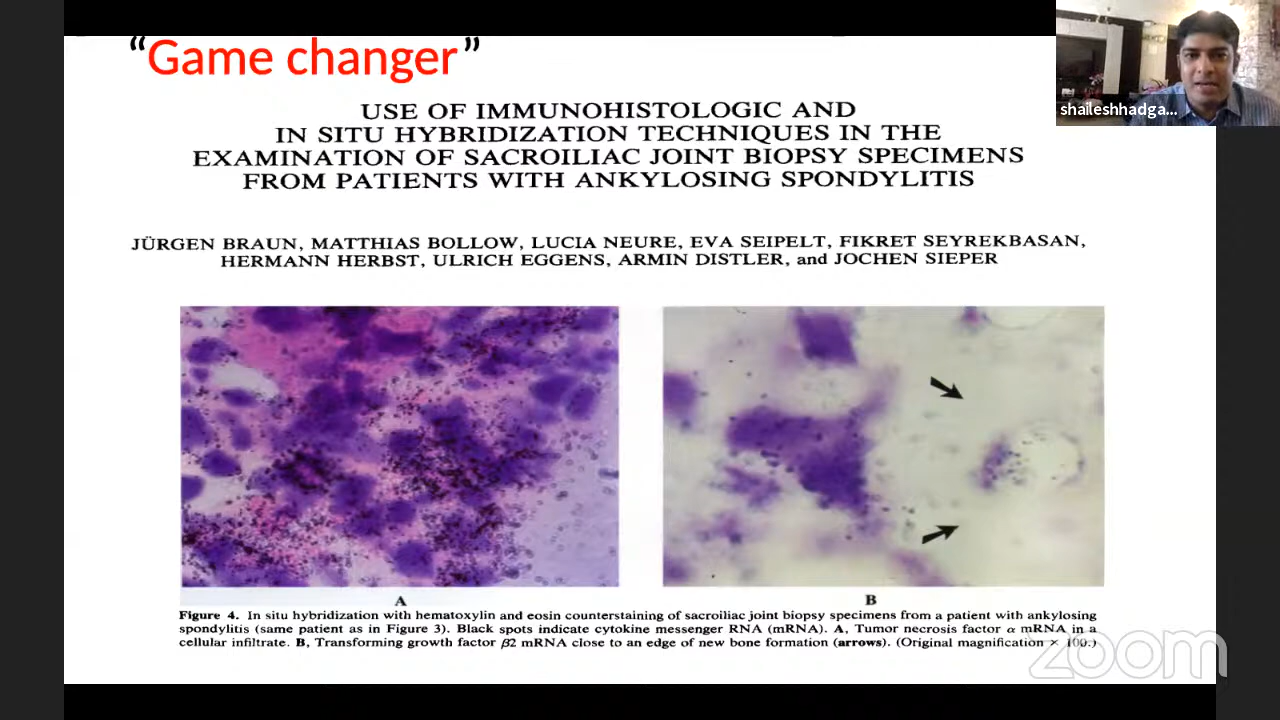 “Game changer”
shaileshhadga...
USE OF IMMUNOHISTOLOGIC AND
IN SITU HYBRIDIZATION TECHNIQUES IN THE
EXAMINATION OF SACROILIAC JOINT BIOPSY SPECIMENS
FROM PATIENTS WITH ANKYLOSING SPONDYLITIS
JÜRGEN BRAUN, MATTHIAS BOLLOW, LUCIA NEURE, EVA SEIPELT, FIKRET SEYREKBASAN,
HERMANN HERBST, ULRICH EGGENS, ARMIN DISTLER, and JOCHEN SIEPER
A
B
Figure 4. In situ hybridization with hematoxylin and eosin counterstaining of sacroiliac joint biopsy specimens from a patient with ankylosing
spondylitis (same patient as in Figure 3). Black spots indicate cytokine messenger RNA (mRNA). A, Tumor necrosis factor α mRNA in a
cellular infiltrate. B, Transforming growth factor β2 mRNA close to an edge of new bone formation (arrows). (Original magnification × 100.)
zoom